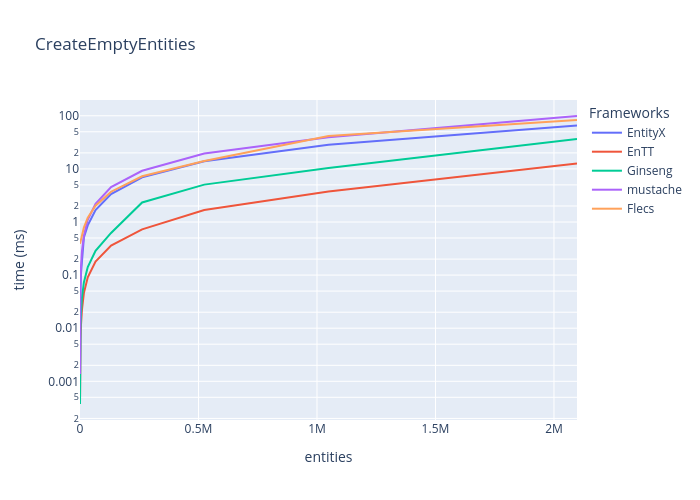 CreateEmptyEntities
Frameworks
EntityX
EnTT
Ginseng
mustache
Flecs
time (ms)
100
5
2
10
5
2
1
5
2
0.1
5
2
0.01
5
2
0.001
5
2
0
0.5M
1M
1.5M
2M
entities